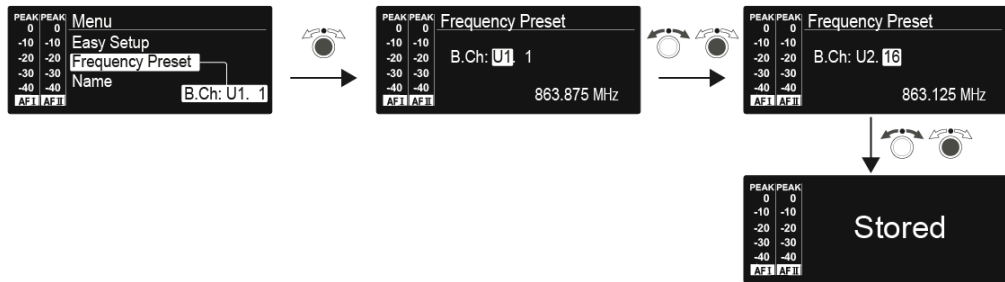 PEAK PEAK Menu
0 0
-10 -10 Easy Setup
-20 -20 Frequency Preset
-30 -30 Name
-40 -40 B.Ch: U1. 1
AF I AF II
PEAK PEAK Frequency Preset
0 0
-10 -10 B.Ch: U1. 1
-20 -20
-30 -30
-40 -40 863.875 MHz
AF I AF II
PEAK PEAK Frequency Preset
0 0
-10 -10 B.Ch: U2. 16
-20 -20
-30 -30
-40 -40 863.125 MHz
AF I AF II
PEAK PEAK
0 0
-10 -10
-20 -20 Stored
-30 -30
-40 -40
AF I AF II